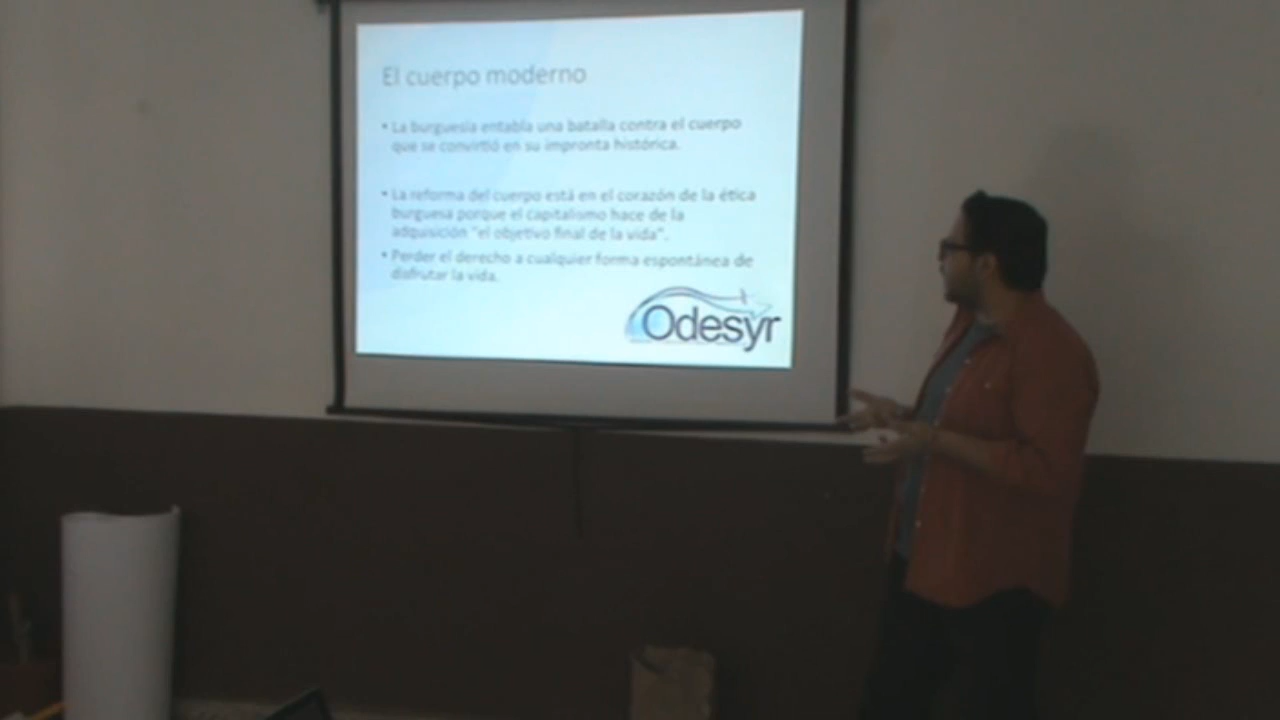 El cuerpo moderno
• La burguesía entabla una batalla contra el cuerpo
que se convirtió en su impronta histórica.
• La reforma del cuerpo está en el corazón de la ética
burguesa porque el capitalismo hace de la
adquisición "el objetivo final de la vida".
• Perder el derecho a cualquier forma espontánea de
disfrutar la vida.
Odesyr